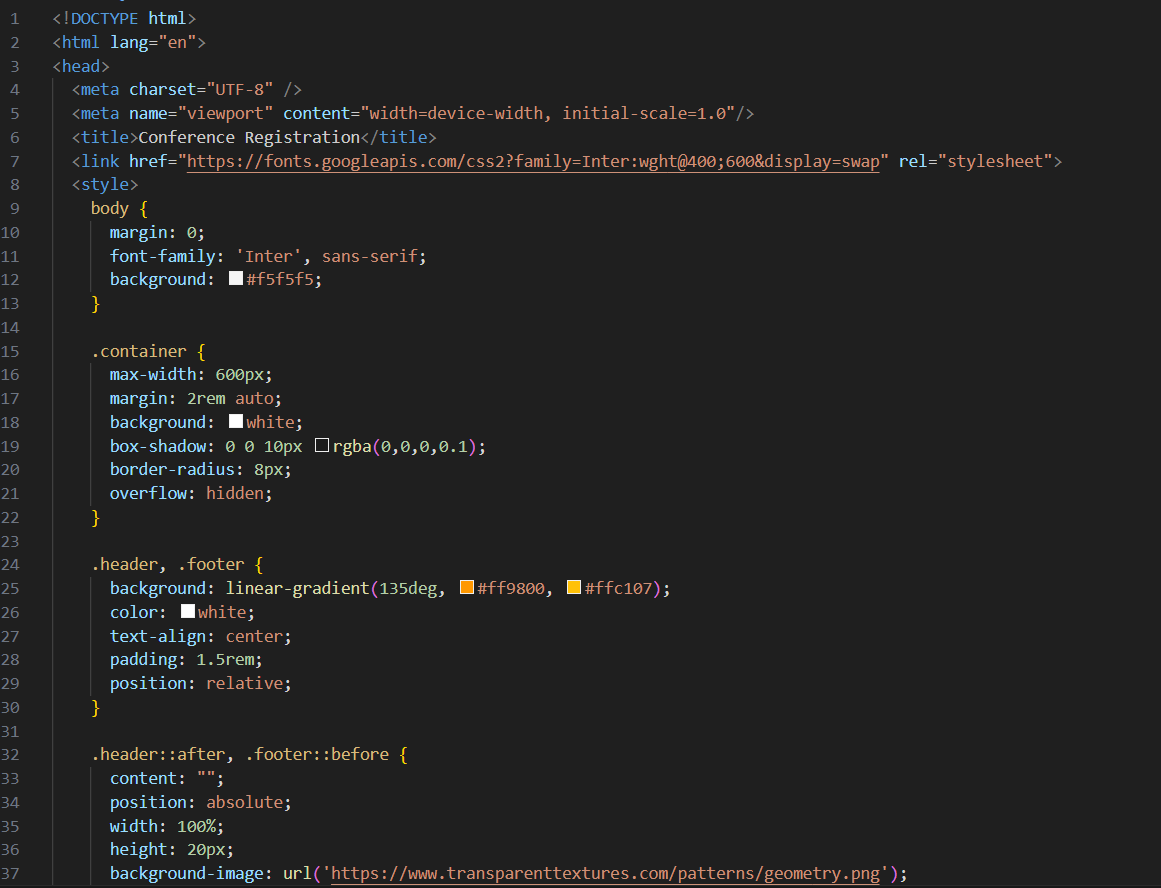 1 <!DOCTYPE html>
2 <html lang="en">
3 <head>
4 <meta charset="UTF-8" />
5 <meta name="viewport" content="width=device-width, initial-scale=1.0"/>
6 <title>Conference Registration</title>
7 <link href="https://fonts.googleapis.com/css2?family=Inter:wght@400;600&display=swap" rel="stylesheet">
8 <style>
9 body {
10 margin: 0;
11 font-family: 'Inter', sans-serif;
12 background: #f5f5f5;
13 }
14
15 .container {
16 max-width: 600px;
17 margin: 2rem auto;
18 background: white;
19 box-shadow: 0 0 10px rgba(0,0,0,0.1);
20 border-radius: 8px;
21 overflow: hidden;
22 }
23
24 .header, .footer {
25 background: linear-gradient(135deg, #ff9800, #ffc107);
26 color: white;
27 text-align: center;
28 padding: 1.5rem;
29 position: relative;
30 }
31
32 .header::after, .footer::before {
33 content: "";
34 position: absolute;
35 width: 100%;
36 height: 20px;
37 background-image: url('https://www.transparenttextures.com/patterns/geometry.png');